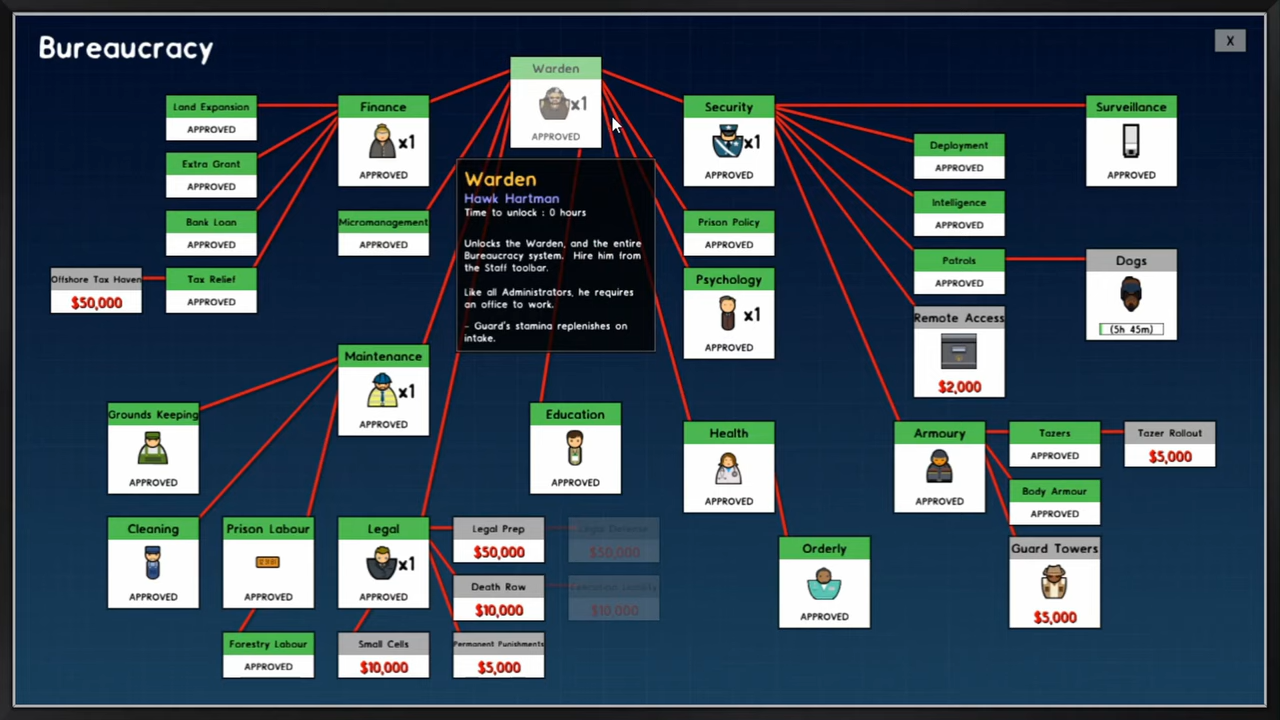 Bureaucracy
X
Warden
x1
APPROVED
Land Expansion
APPROVED
Finance
x1
APPROVED
Security
x1
APPROVED
Surveillance
APPROVED
Extra Grant
APPROVED
Deployment
APPROVED
Bank Loan
APPROVED
Micromanagement
APPROVED
Warden
Hawk Hartman
Time to unlock : 0 hours
Unlocks the Warden, and the entire
Bureaucracy system. Hire him from
the Staff toolbar.
Like all Administrators, he requires
an office to work.
- Guard's stamina replenishes on
intake.
Prison Policy
APPROVED
Intelligence
APPROVED
Offshore Tax Haven
$50,000
Tax Relief
APPROVED
Psychology
x1
APPROVED
Patrols
APPROVED
Dogs
(5h 45m)
Remote Access
$2,000
Maintenance
x1
APPROVED
Grounds Keeping
APPROVED
Education
APPROVED
Health
APPROVED
Armoury
APPROVED
Tazers
APPROVED
Tazer Rollout
$5,000
Body Armour
APPROVED
Cleaning
APPROVED
Prison Labour
APPROVED
Legal
x1
APPROVED
Legal Prep
$50,000
Legal Defense
$50,000
Death Row
$10,000
$10,000
Orderly
APPROVED
Guard Towers
$5,000
Forestry Labour
APPROVED
Small Cells
$10,000
Permanent Punishments
$5,000